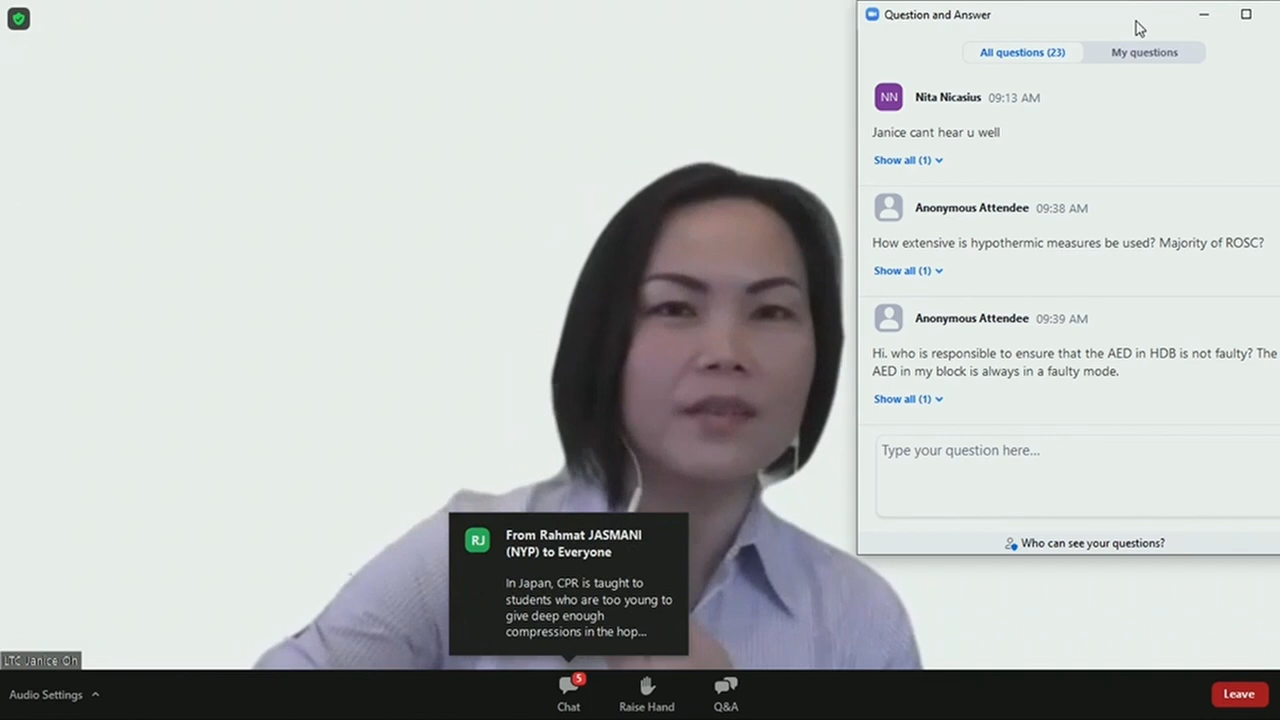 Question and Answer
All questions (23)
My questions
NN
Nita Nicasius 09:13 AM
Janice cant hear u well
Show all (1)
Anonymous Attendee 09:38 AM
How extensive is hypothermic measures be used? Majority of ROSC?
Show all (1)
Anonymous Attendee 09:39 AM
Hi. who is responsible to ensure that the AED in HDB is not faulty? The
AED in my block is always in a faulty mode.
Show all (1)
Type your question here...
Who can see your questions?
RJ
From Rahmat JASMANI
(NYP) to Everyone
In Japan, CPR is taught to
students who are too young to
give deep enough
compressions in the hop...
LTC Janice Oh
Audio Settings
5
Chat
Raise Hand
Q&A
Leave